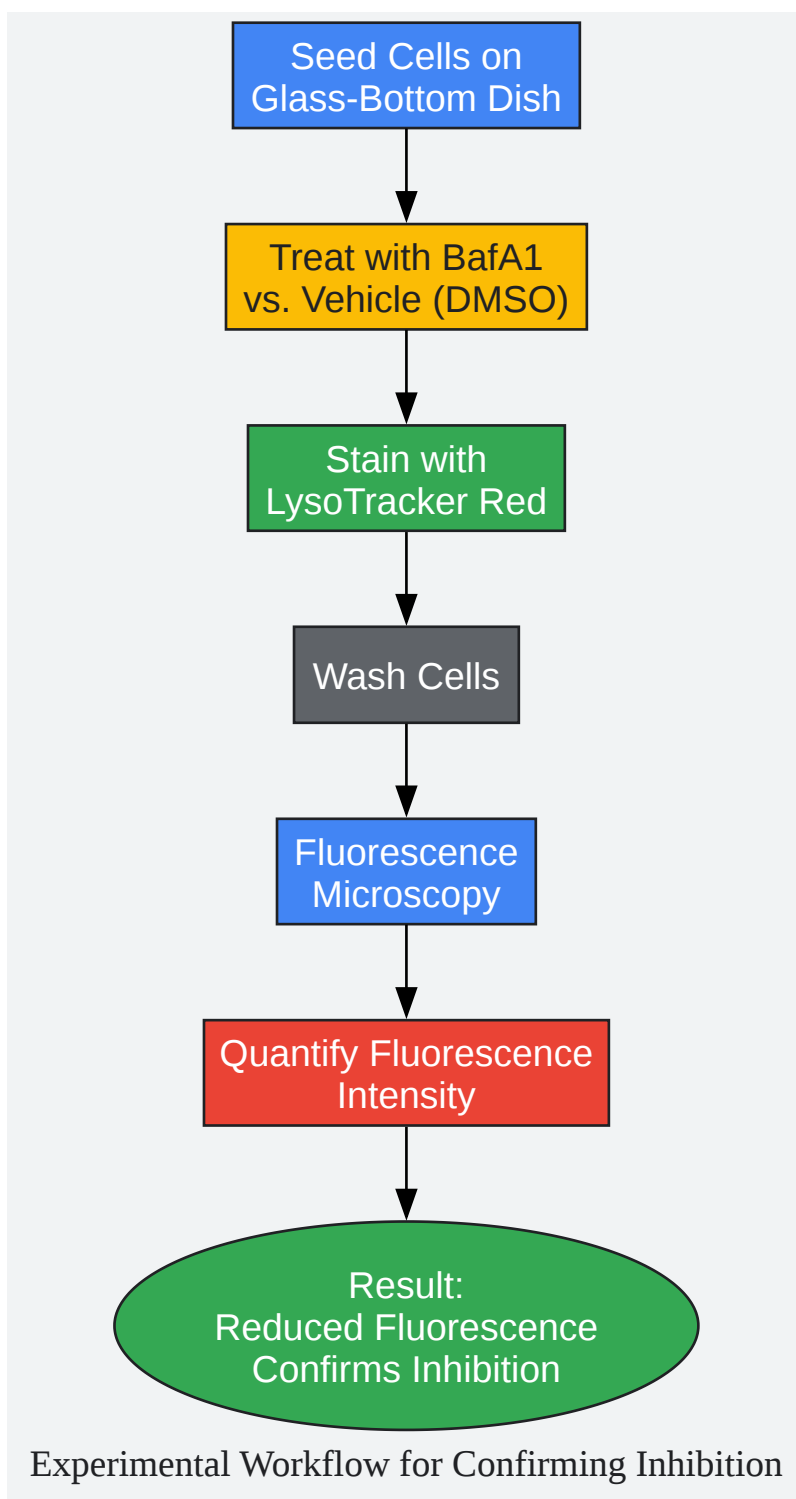 Seed Cells on
Glass-Bottom Dish
Treat with BafA1
vs. Vehicle (DMSO)
Stain with
LysoTracker Red
Wash Cells
Fluorescence
Microscopy
Quantify Fluorescence
Intensity
Result:
Reduced Fluorescence
Confirms Inhibition
Experimental Workflow for Confirming Inhibition